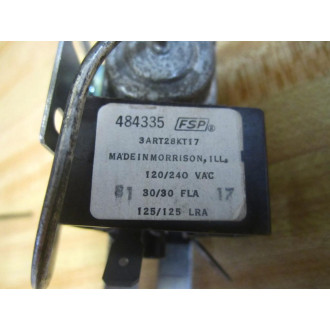 484335 FSP®
3ART28KT17
MADE IN MORRISON, ILL.
120/240 VAC
81 30/30 FLA 17
125/125 LRA